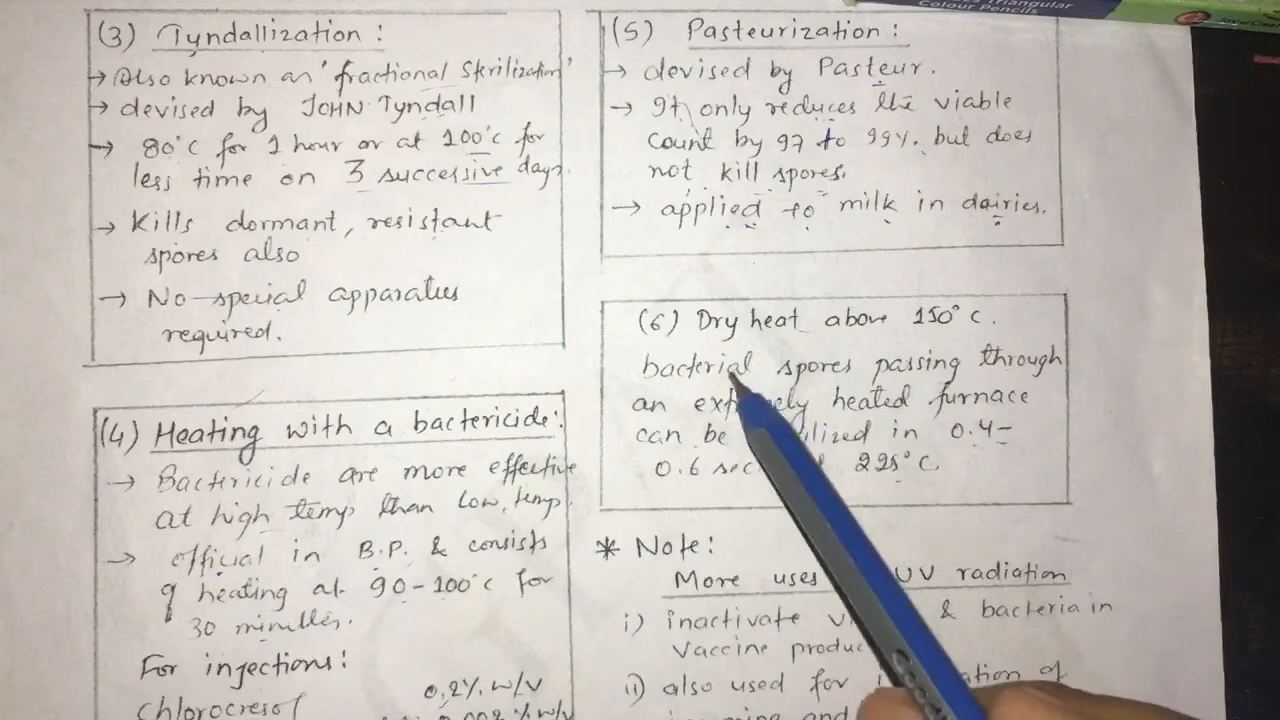 (3) Tyndallization :
→ Also known as 'fractional Sterilization'
→ devised by JOHN Tyndall
→ 80°C for 1 hour or at 100°C for
less time on 3 successive days.
→ Kills dormant, resistant
spores also
→ No special apparatus
required.
(4) Heating with a bactericide :
→ Bactericide are more effective
at high temp than low temp.
→ official in B.P. & consists
of heating at 90-100°C for
30 minutes.
For injections :
Chlorocresol 0.2% w/v
0.002 % w/v
Colour Pencils
(5) Pasteurization :
→ devised by Pasteur.
→ It only reduces the viable
count by 97 to 99%. but does
not kill spores.
→ applied to milk in dairies.
(6) Dry heat above 150°C.
bacterial spores passing through
an heated furnace
can be in 0.4-
0.6 225°C.
* Note :
More uses UV radiation
i) inactivate & bacteria in
vaccine
ii) also used for of
and